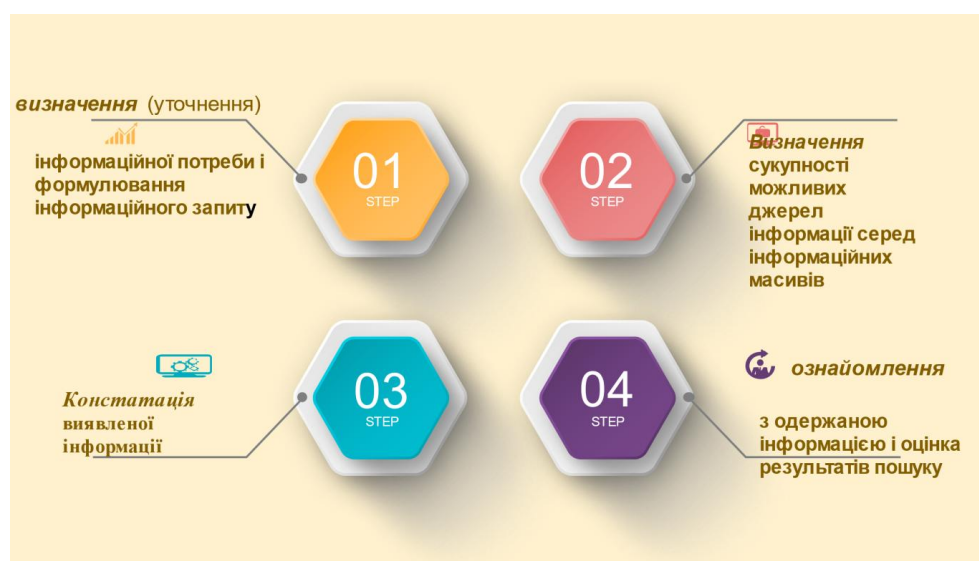 визначення (уточнення)
інформаційної потреби і
формулювання
інформаційного запиту
01
STEP
02
STEP
Визначення
сукупності
можливих
джерел
інформації серед
інформаційних
масивів
03
STEP
Констатація
виявленої
інформації
04
STEP
ознайомлення
з одержаною
інформацією і оцінка
результатів пошуку